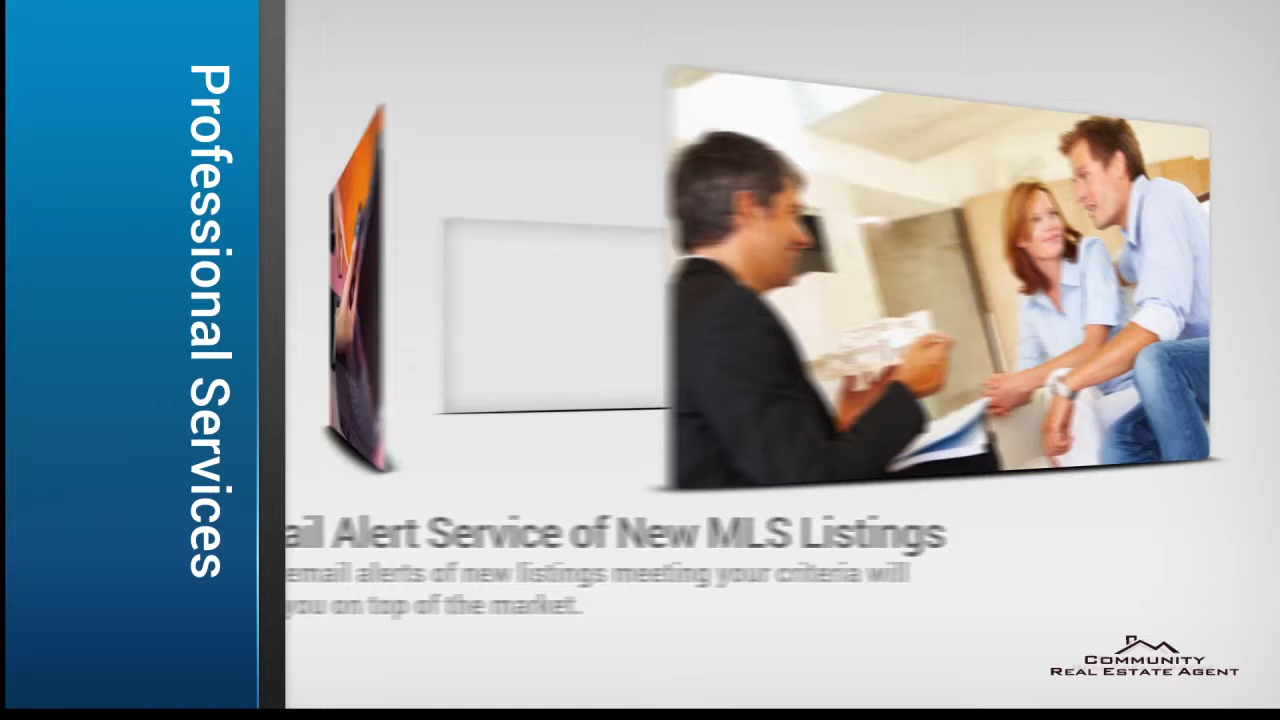 Professional Services
ail Alert Service of New MLS Listings
email alerts of new listings meeting your criteria will
you on top of the market.
COMMUNITY
REAL ESTATE AGENT